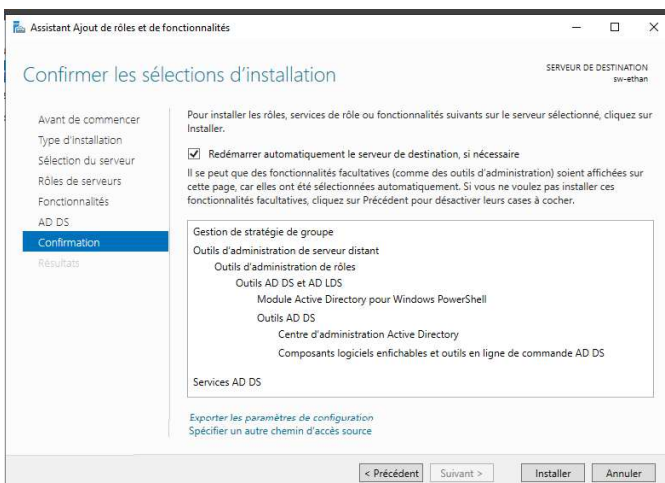 Assistant Ajout de rôles et de fonctionnalités
Confirmer les sélections d'installation
SERVEUR DE DESTINATION
sw-ethan
Avant de commencer
Type d'installation
Sélection du serveur
Rôles de serveurs
Fonctionnalités
AD DS
Confirmation
Résultats
Pour installer les rôles, services de rôle ou fonctionnalités suivants sur le serveur sélectionné, cliquez sur
Installer.
Redémarrer automatiquement le serveur de destination, si nécessaire
Il se peut que des fonctionnalités facultatives (comme des outils d'administration) soient affichées sur
cette page, car elles ont été sélectionnées automatiquement. Si vous ne voulez pas installer ces
fonctionnalités facultatives, cliquez sur Précédent pour désactiver leurs cases à cocher.
Gestion de stratégie de groupe
Outils d'administration de serveur distant
Outils d'administration de rôles
Outils AD DS et AD LDS
Module Active Directory pour Windows PowerShell
Outils AD DS
Centre d'administration Active Directory
Composants logiciels enfichables et outils en ligne de commande AD DS
Services AD DS
Exporter les paramètres de configuration
Spécifier un autre chemin d'accès source
< Précédent
Suivant >
Installer
Annuler